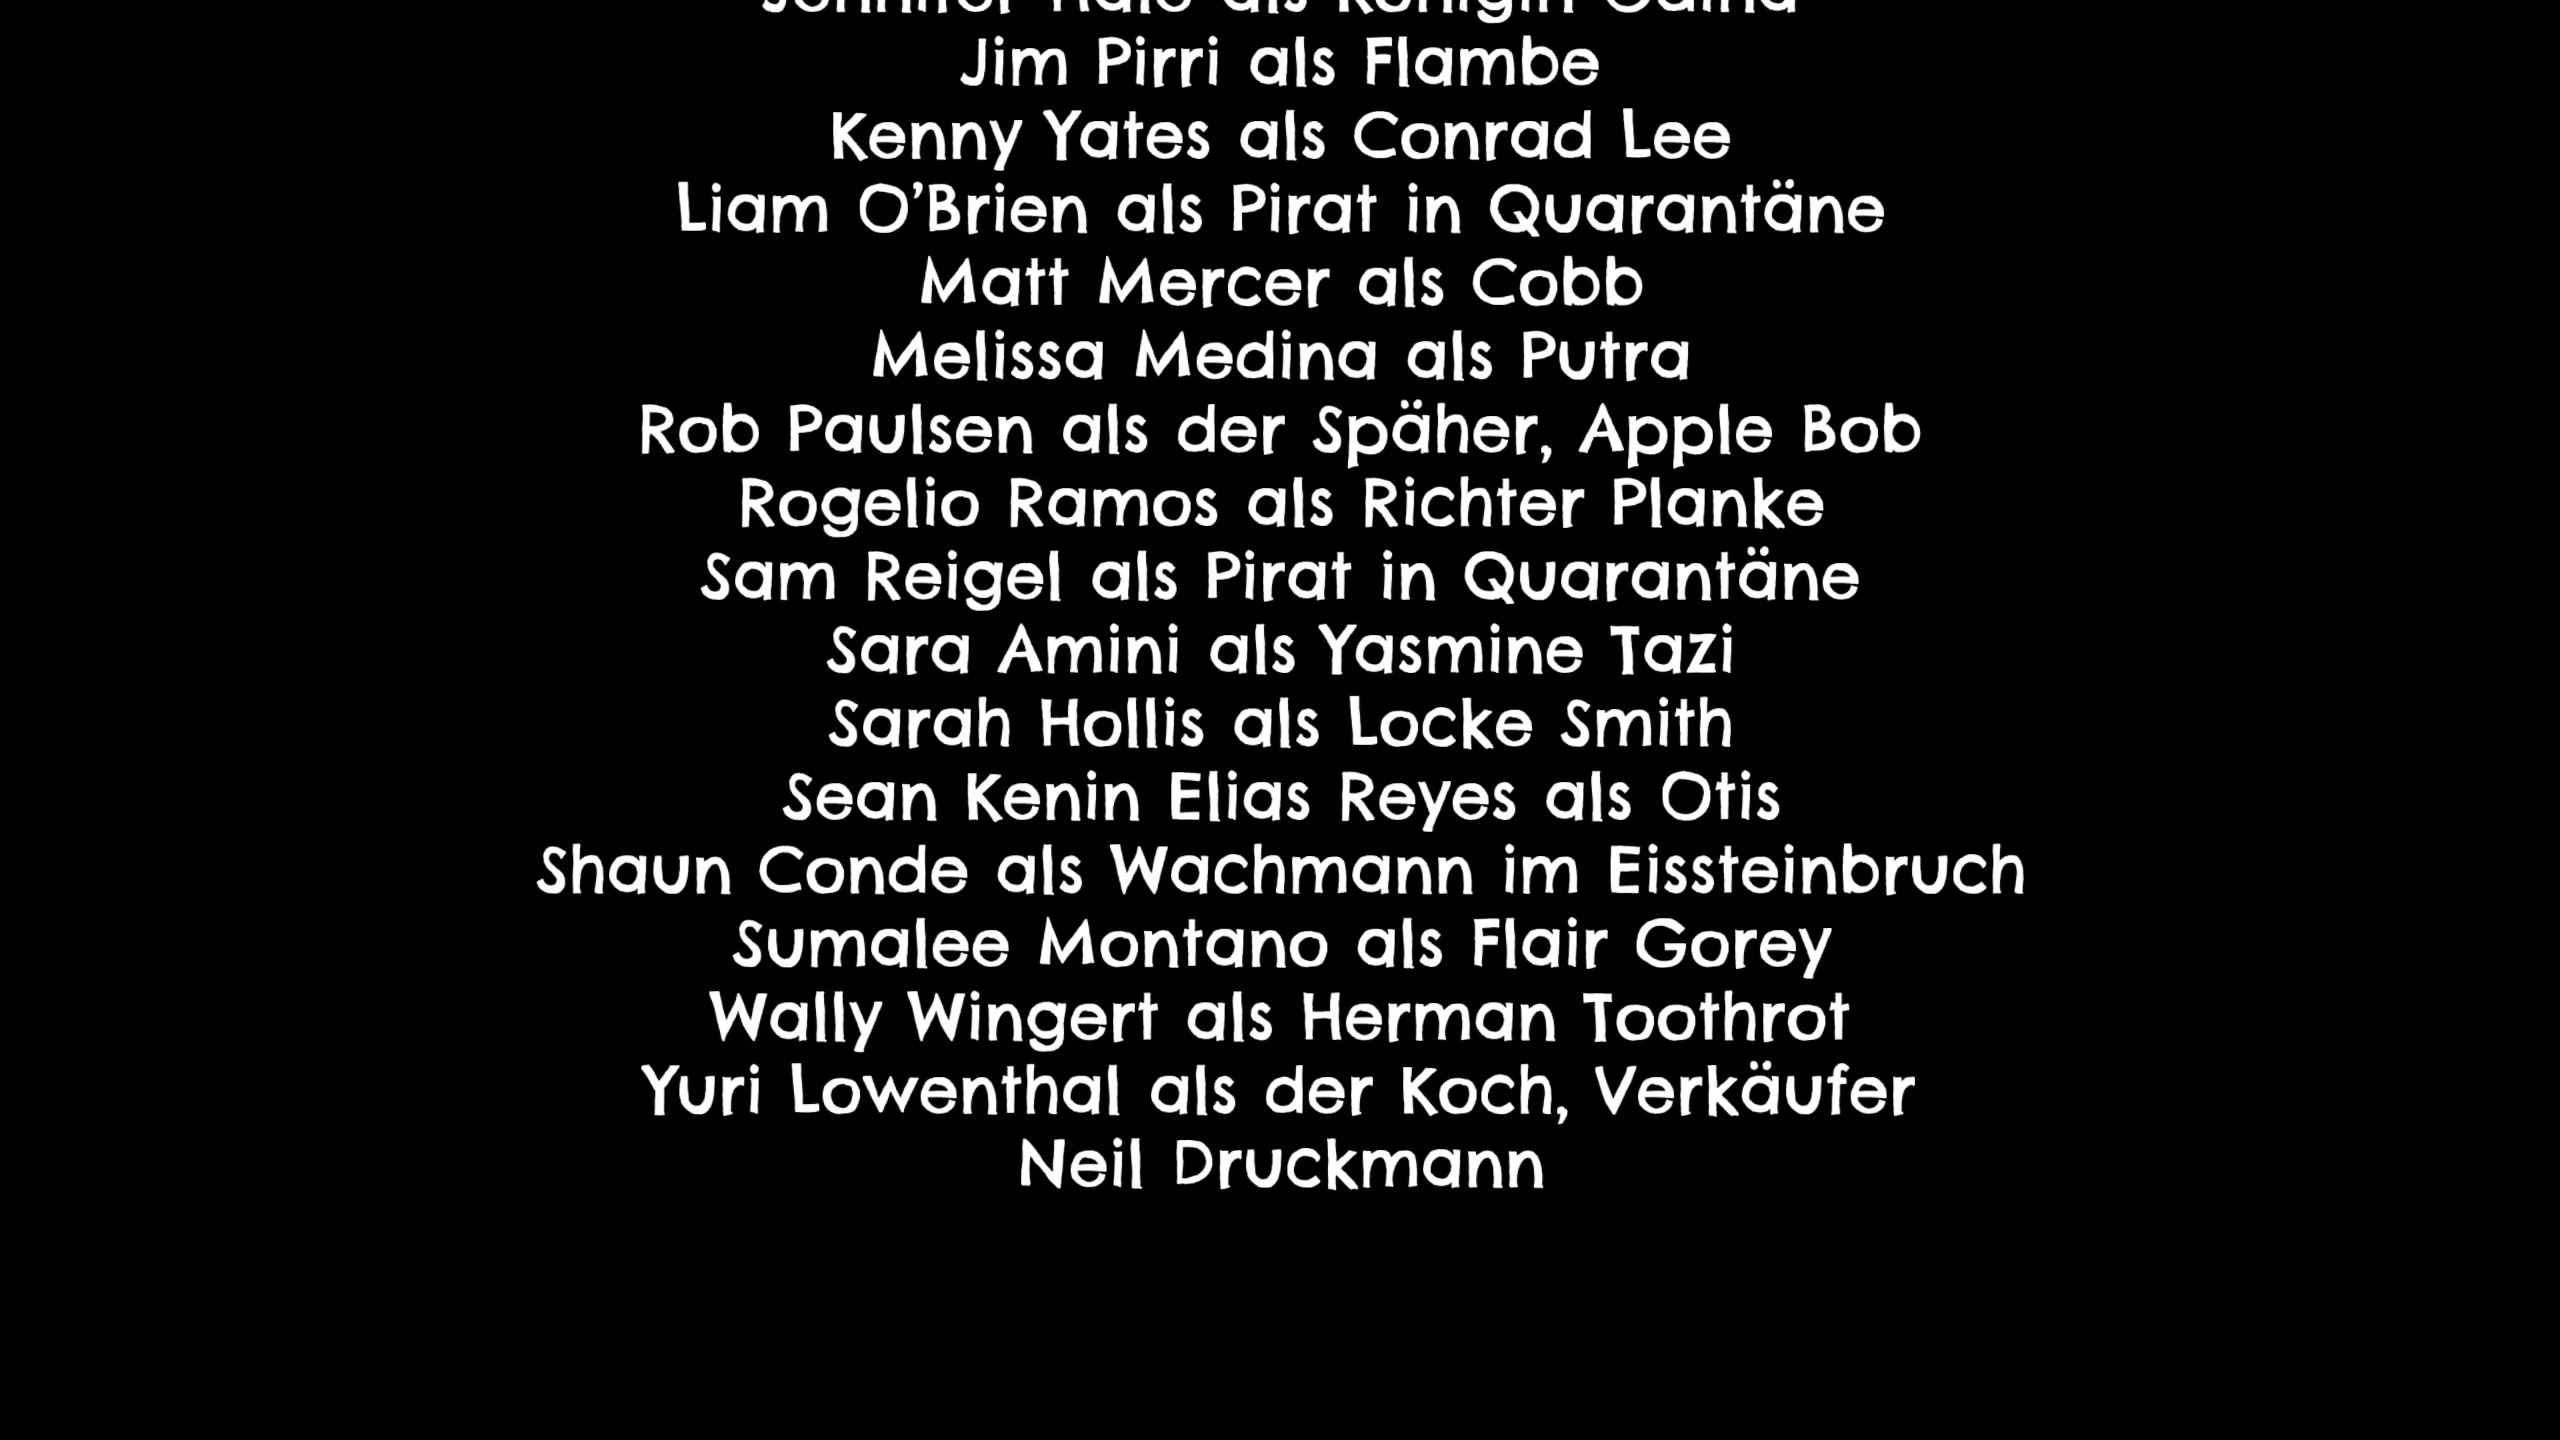 Jennifer Hale als Königin
Jim Pirri als Flambe
Kenny Yates als Conrad Lee
Liam O’Brien als Pirat in Quarantäne
Matt Mercer als Cobb
Melissa Medina als Putra
Rob Paulsen als der Späher, Apple Bob
Rogelio Ramos als Richter Planke
Sam Reigel als Pirat in Quarantäne
Sara Amini als Yasmine Tazi
Sarah Hollis als Locke Smith
Sean Kenin Elias Reyes als Otis
Shaun Conde als Wachmann im Eissteinbruch
Sumalee Montano als Flair Gorey
Wally Wingert als Herman Toothrot
Yuri Lowenthal als der Koch, Verkäufer
Neil Druckmann